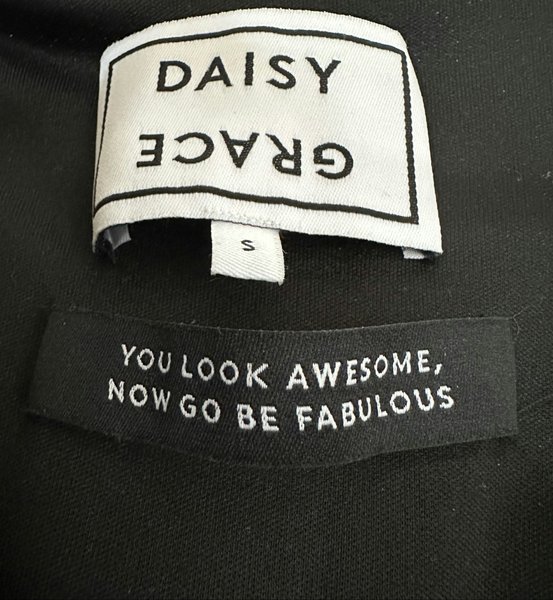 DAISY
GRACE
S
YOU LOOK AWESOME,
NOW GO BE FABULOUS